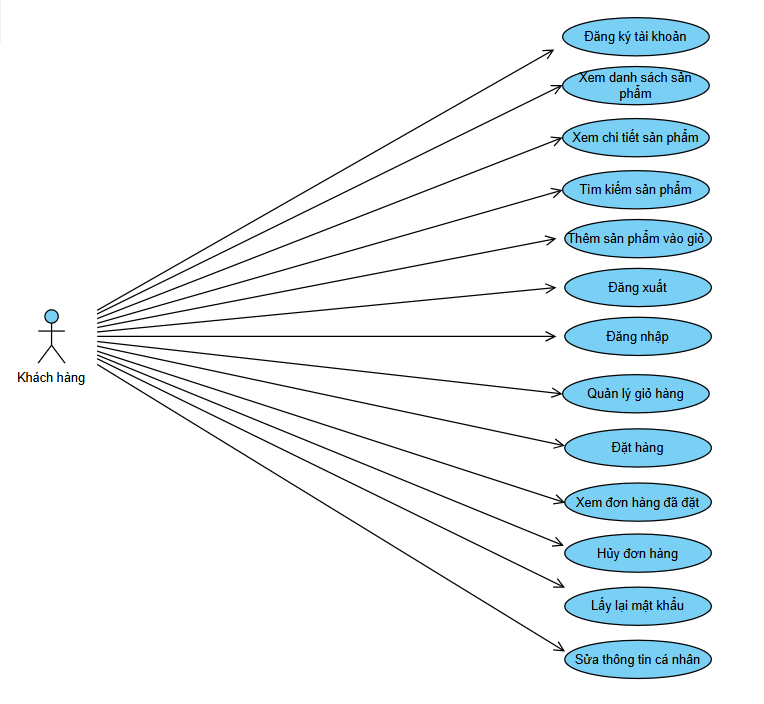 Đăng ký tài khoản
Xem danh sách sản
phẩm
Xem chi tiết sản phẩm
Tìm kiếm sản phẩm
Thêm sản phẩm vào giỏ
Đăng xuất
Đăng nhập
Khách hàng
Quản lý giỏ hàng
Đặt hàng
Xem đơn hàng đã đặt
Hủy đơn hàng
Lấy lại mật khẩu
Sửa thông tin cá nhân